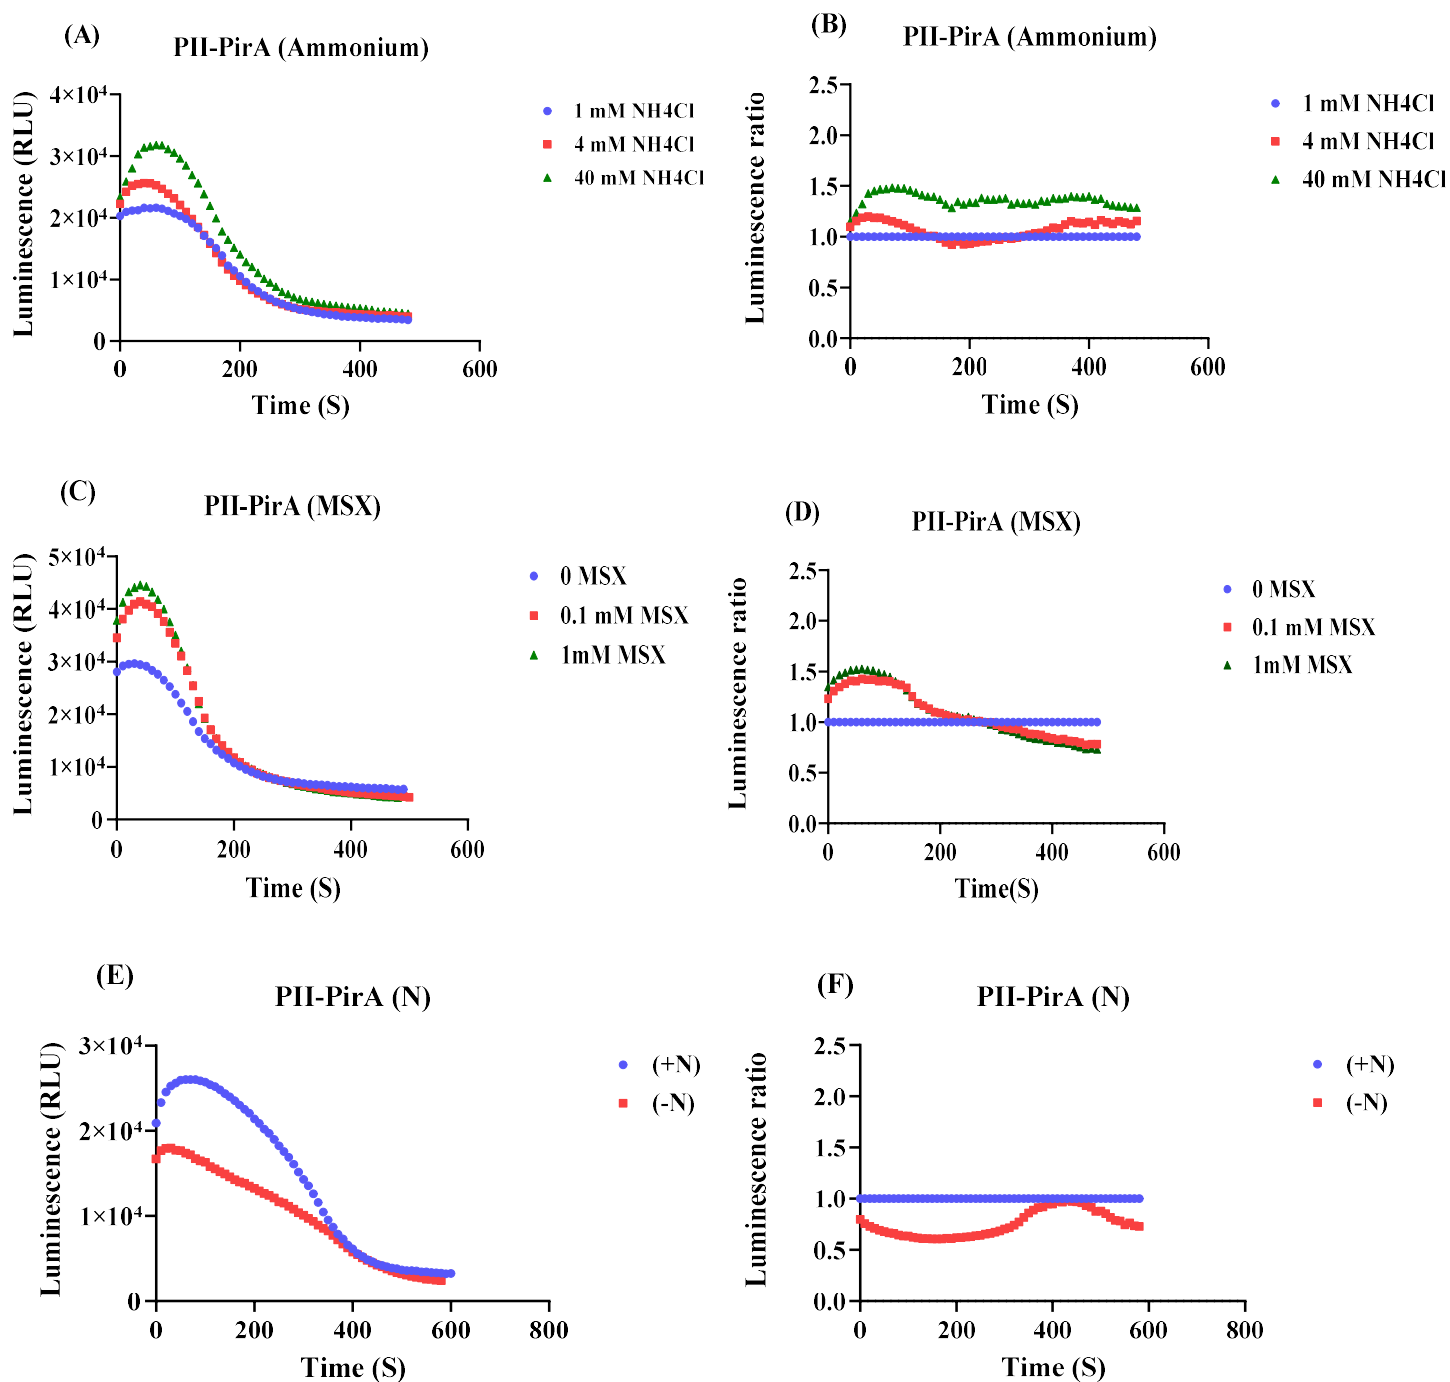 (A)
PII-PirA (Ammonium)
Luminescence (RLU)
4×10⁴
3×10⁴
2×10⁴
1×10⁴
0
0 200 400 600
Time (S)
1 mM NH4Cl
4 mM NH4Cl
40 mM NH4Cl
(B)
PII-PirA (Ammonium)
Luminescence ratio
2.5
2.0
1.5
1.0
0.5
0.0
0 200 400 600
Time (S)
1 mM NH4Cl
4 mM NH4Cl
40 mM NH4Cl
(C)
PII-PirA (MSX)
Luminescence (RLU)
5×10⁴
4×10⁴
3×10⁴
2×10⁴
1×10⁴
0
0 200 400 600
Time (S)
0 MSX
0.1 mM MSX
1mM MSX
(D)
PII-PirA (MSX)
Luminescence ratio
2.5
2.0
1.5
1.0
0.5
0.0
0 200 400 600
Time(S)
0 MSX
0.1 mM MSX
1mM MSX
(E)
PII-PirA (N)
Luminescence (RLU)
3×10⁴
2×10⁴
1×10⁴
0
0 200 400 600 800
Time (S)
(+N)
(-N)
(F)
PII-PirA (N)
Luminescence ratio
2.5
2.0
1.5
1.0
0.5
0.0
0 200 400 600 800
Time (S)
(+N)
(-N)